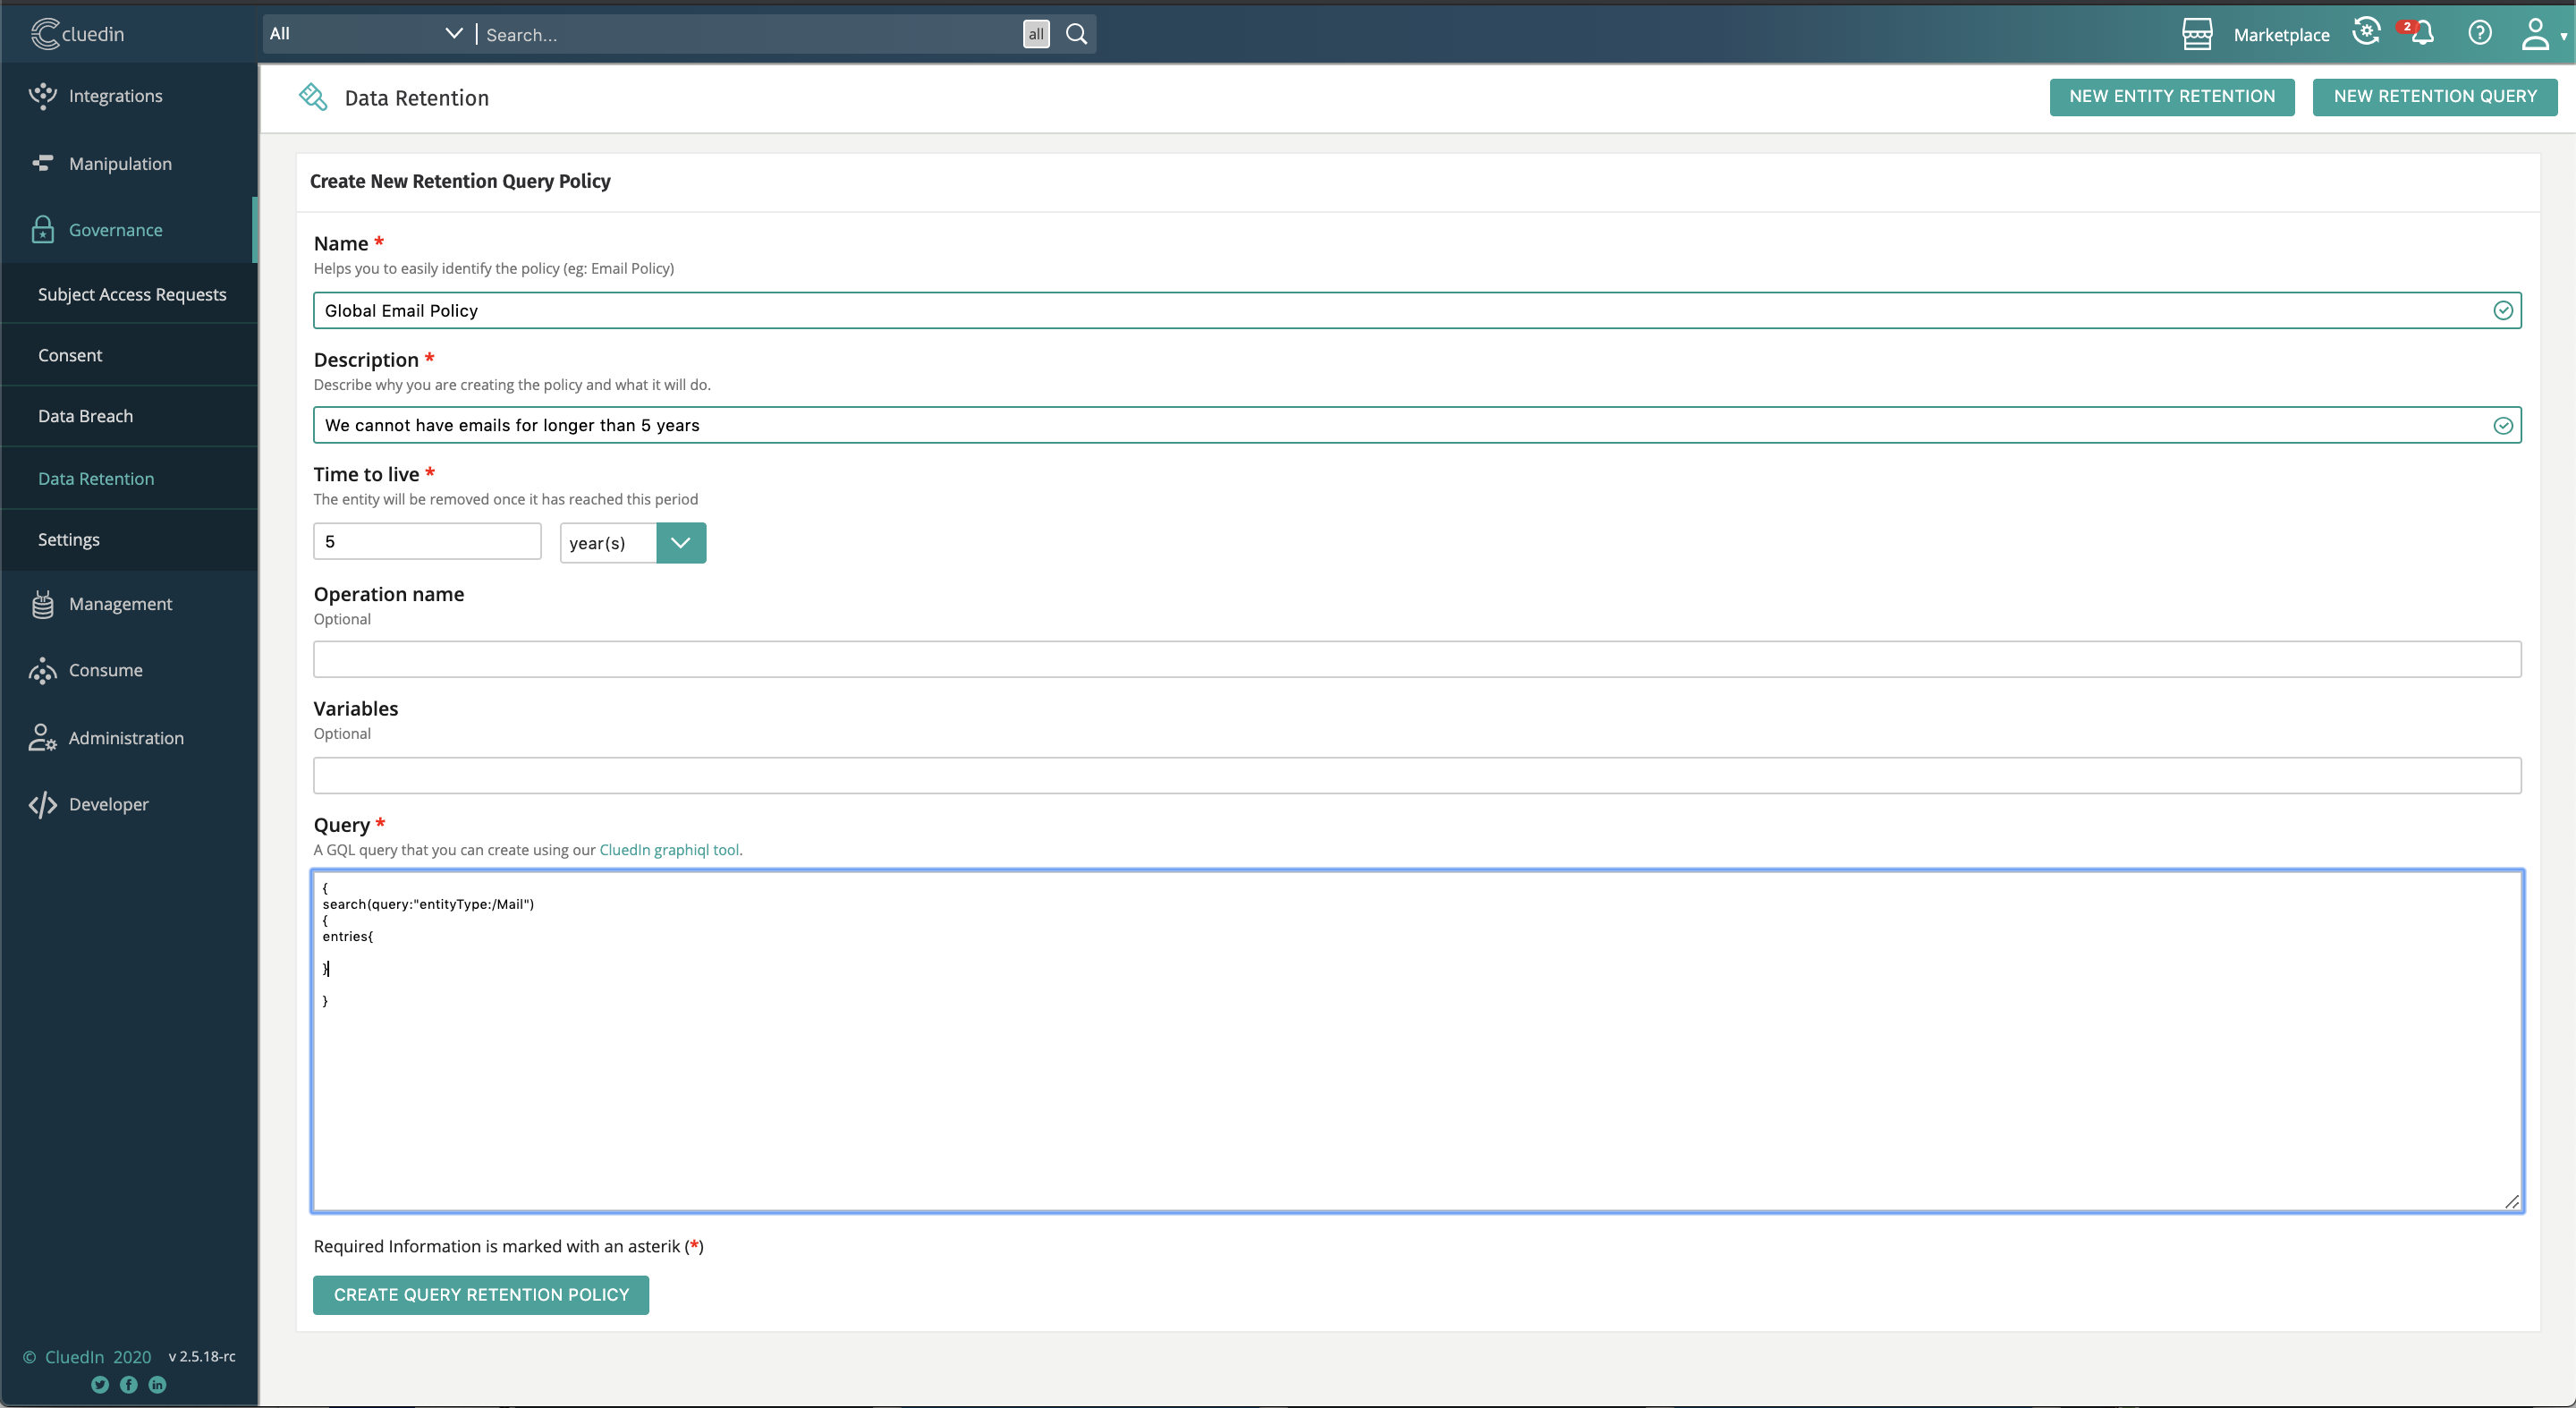 cluedin
All
Search...
all
Marketplace
2
Integrations
Manipulation
Governance
Subject Access Requests
Consent
Data Breach
Data Retention
Settings
Management
Consume
Administration
Developer
© CluedIn 2020 v 2.5.18-rc
Data Retention
NEW ENTITY RETENTION
NEW RETENTION QUERY
Create New Retention Query Policy
Name *
Helps you to easily identify the policy (eg: Email Policy)
Global Email Policy
Description *
Describe why you are creating the policy and what it will do.
We cannot have emails for longer than 5 years
Time to live *
The entity will be removed once it has reached this period
5
year(s)
Operation name
Optional
Variables
Optional
Query *
A GQL query that you can create using our CluedIn graphiql tool.
{
search(query:"entityType:/Mail")
{
entries{
}
}
Required Information is marked with an asterik (*)
CREATE QUERY RETENTION POLICY